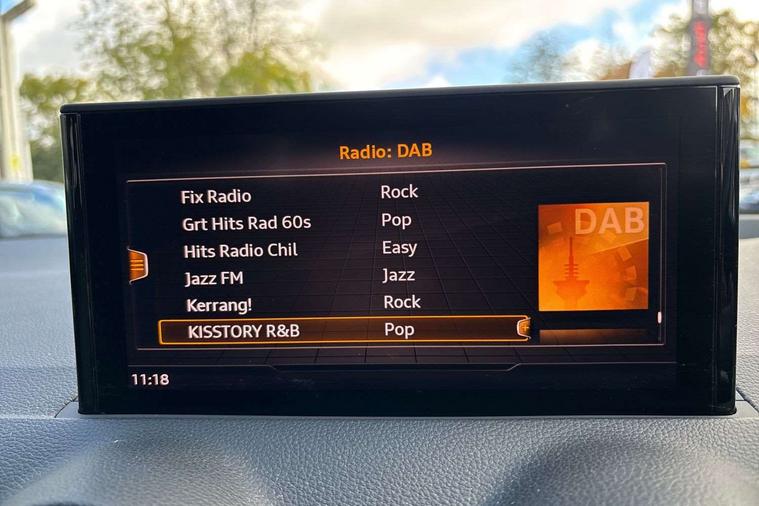 Radio: DAB
Fix Radio Rock
Grt Hits Rad 60s Pop
Hits Radio Chil Easy
Jazz FM Jazz
Kerrang! Rock
KISSTORY R&B Pop
DAB
11:18